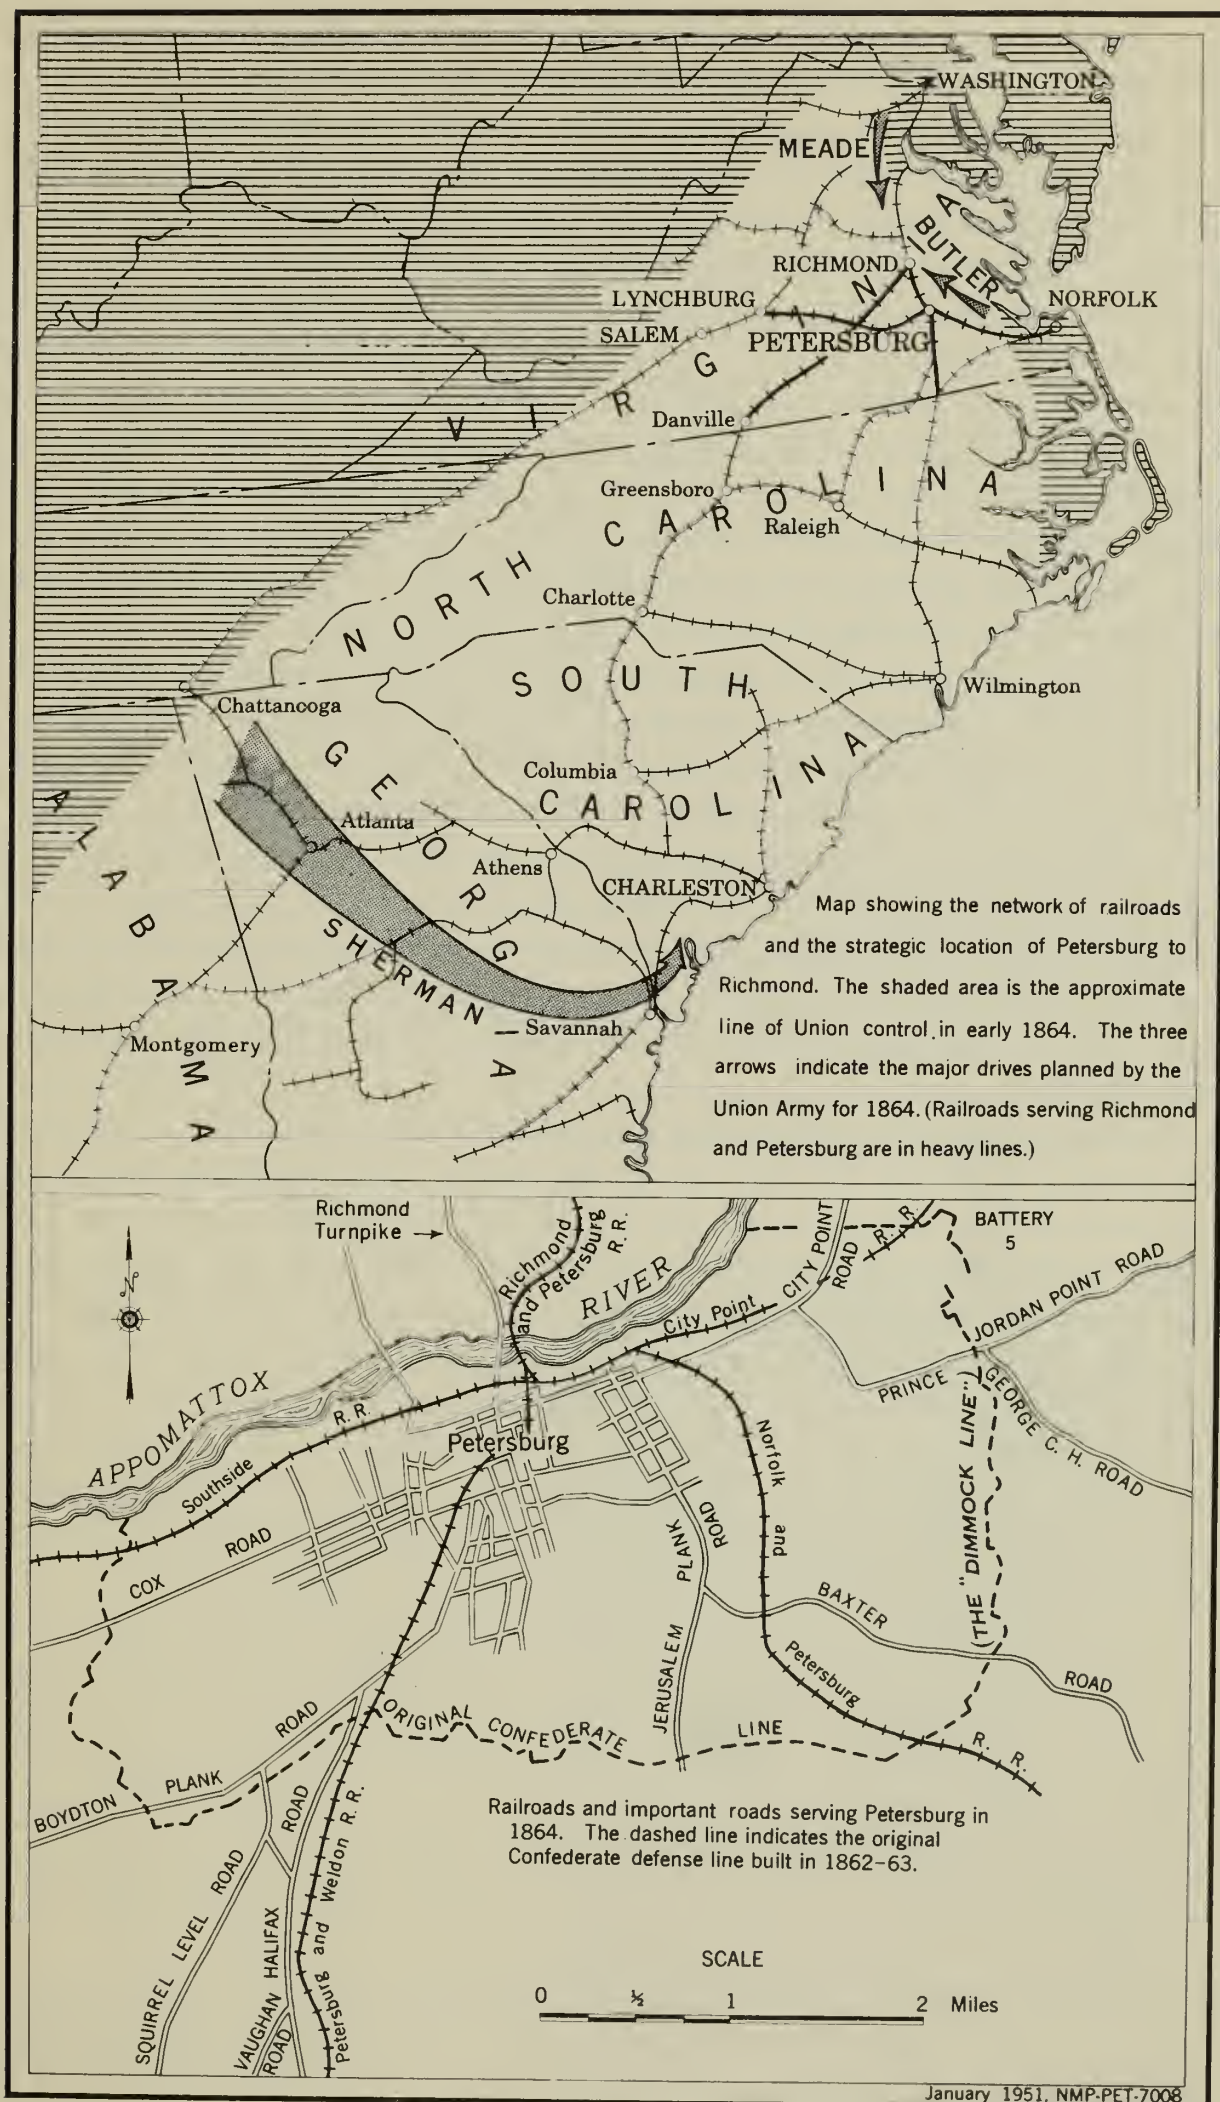 WASHINGTON
MEADE
BUTLER
RICHMOND
LYNCHBURG
NORFOLK
SALEM
PETERSBURG
VIRGINIA
Danville
Greensboro
Raleigh
NORTH CAROLINA
Charlotte
SOUTH CAROLINA
Wilmington
Chattancoga
GEORGIA
Columbia
Atlanta
Athens
CHARLESTON
ALABAMA
SHERMAN
Savannah
Montgomery
Map showing the network of railroads
and the strategic location of Petersburg to
Richmond. The shaded area is the approximate
line of Union control in early 1864. The three
arrows indicate the major drives planned by the
Union Army for 1864. (Railroads serving Richmond
and Petersburg are in heavy lines.)
Richmond
Turnpike
Richmond
and Petersburg
R. R.
N
APPOMATTOX RIVER
City Point R. R.
CITY POINT ROAD
BATTERY
5
JORDAN POINT ROAD
PRINCE GEORGE C. H. ROAD
(THE "DIMMOCK LINE")
Southside R. R.
Petersburg
COX ROAD
Norfolk and Petersburg R. R.
JERUSALEM PLANK ROAD
BAXTER ROAD
ORIGINAL CONFEDERATE LINE
BOYDTON PLANK ROAD
SQUIRREL LEVEL ROAD
HALIFAX ROAD
VAUGHAN ROAD
Petersburg and Weldon R. R.
Railroads and important roads serving Petersburg in
1864. The dashed line indicates the original
Confederate defense line built in 1862-63.
SCALE
0 ½ 1 2 Miles
January 1951, NMP-PET-7008